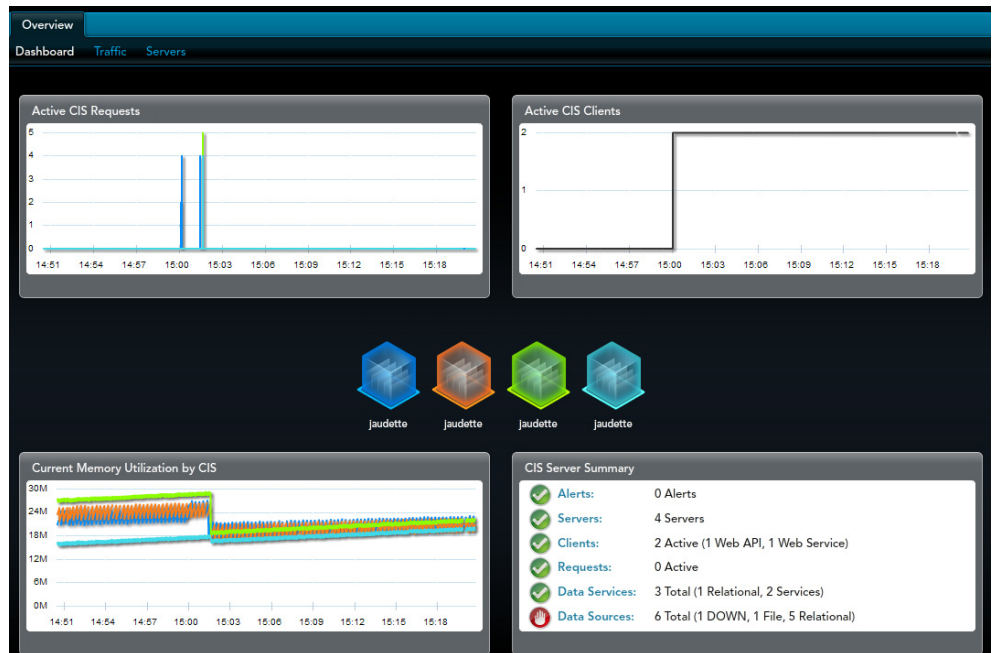 Overview
Dashboard Traffic Servers
Active CIS Requests
5
4
3
2
1
0
14:51 14:54 14:57 15:00 15:03 15:06 15:09 15:12 15:15 15:18
Active CIS Clients
2
1
0
14:51 14:54 14:57 15:00 15:03 15:06 15:09 15:12 15:15 15:18
jaudette jaudette jaudette jaudette
Current Memory Utilization by CIS
30M
24M
18M
12M
6M
0M
14:51 14:54 14:57 15:00 15:03 15:06 15:09 15:12 15:15 15:18
CIS Server Summary
Alerts: 0 Alerts
Servers: 4 Servers
Clients: 2 Active (1 Web API, 1 Web Service)
Requests: 0 Active
Data Services: 3 Total (1 Relational, 2 Services)
Data Sources: 6 Total (1 DOWN, 1 File, 5 Relational)